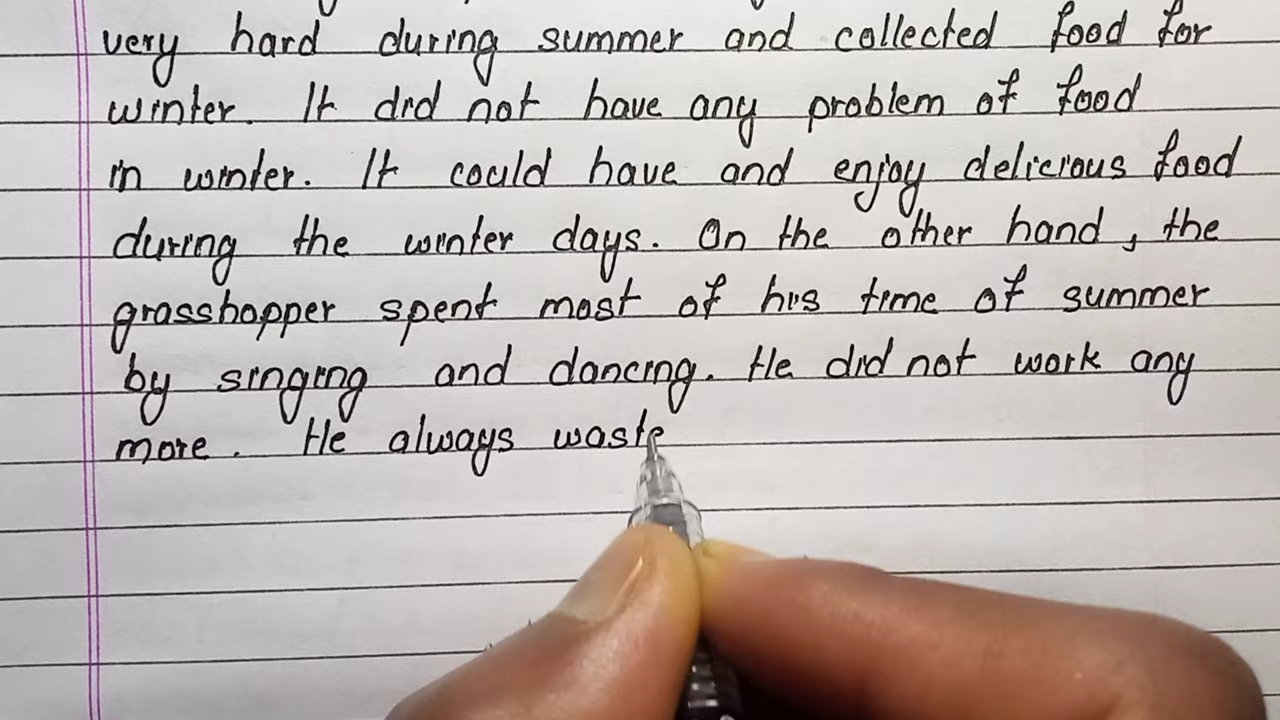 very hard during summer and collected food for
winter. It did not have any problem of food
in winter. It could have and enjoy delicious food
during the winter days. On the other hand, the
grasshopper spent most of his time of summer
by singing and dancing. He did not work any
more. He always waste